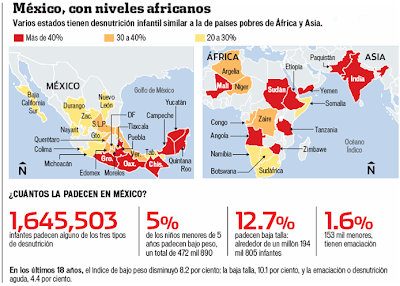 México, con niveles africanos
Varios estados tienen desnutrición infantil similar a la de países pobres de África y Asia.
Más de 40%
30 a 40%
20 a 30%
Baja California Sur
Durango
Nuevo León
Golfo de México
Zac.
S.L.P.
DF
Campeche
Yucatán
Nayarit
Gto.
Tlaxcala
Puebla
Querétaro
Colima
Michoacán
Gro.
Oax.
Ver.
Tab.
Chis.
Quintana Roo
Edomex
Morelos
N
ÁFRICA
Etiopía
Paquistán
ASIA
Argelia
Malí
Níger
Sudán
Yemen
India
Somalia
Congo
Zaire
Angola
Tanzania
Namibia
Zimbabwe
Océano Índico
Botswana
Sudáfrica
N
¿CUÁNTOS LA PADECEN EN MÉXICO?
1,645,503
infantes padecen alguno de los tres tipos de desnutrición
5%
de los niños menores de 5 años padecen bajo peso, un total de 472 mil 890
12.7%
padecen baja talla: alrededor de un millón 194 mil 805 infantes
1.6%
153 mil menores, tienen emaciación
En los últimos 18 años, el índice de bajo peso disminuyó 8.2 por ciento; la baja talla, 10.1 por ciento, y la emaciación o desnutrición aguda, 4.4 por ciento.